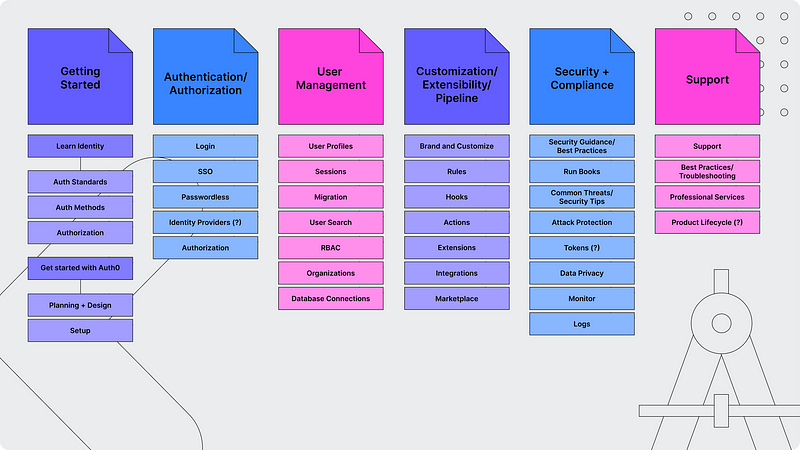 Getting
Started
Learn Identity
Auth Standards
Auth Methods
Authorization
Get started with Auth0
Planning + Design
Setup
Authentication/
Authorization
Login
SSO
Passwordless
Identity Providers (?)
Authorization
User
Management
User Profiles
Sessions
Migration
User Search
RBAC
Organizations
Database Connections
Customization/
Extensibility/
Pipeline
Brand and Customize
Rules
Hooks
Actions
Extensions
Integrations
Marketplace
Security +
Compliance
Security Guidance/
Best Practices
Run Books
Common Threats/
Security Tips
Attack Protection
Tokens (?)
Data Privacy
Monitor
Logs
Support
Support
Best Practices/
Troubleshooting
Professional Services
Product Lifecycle (?)